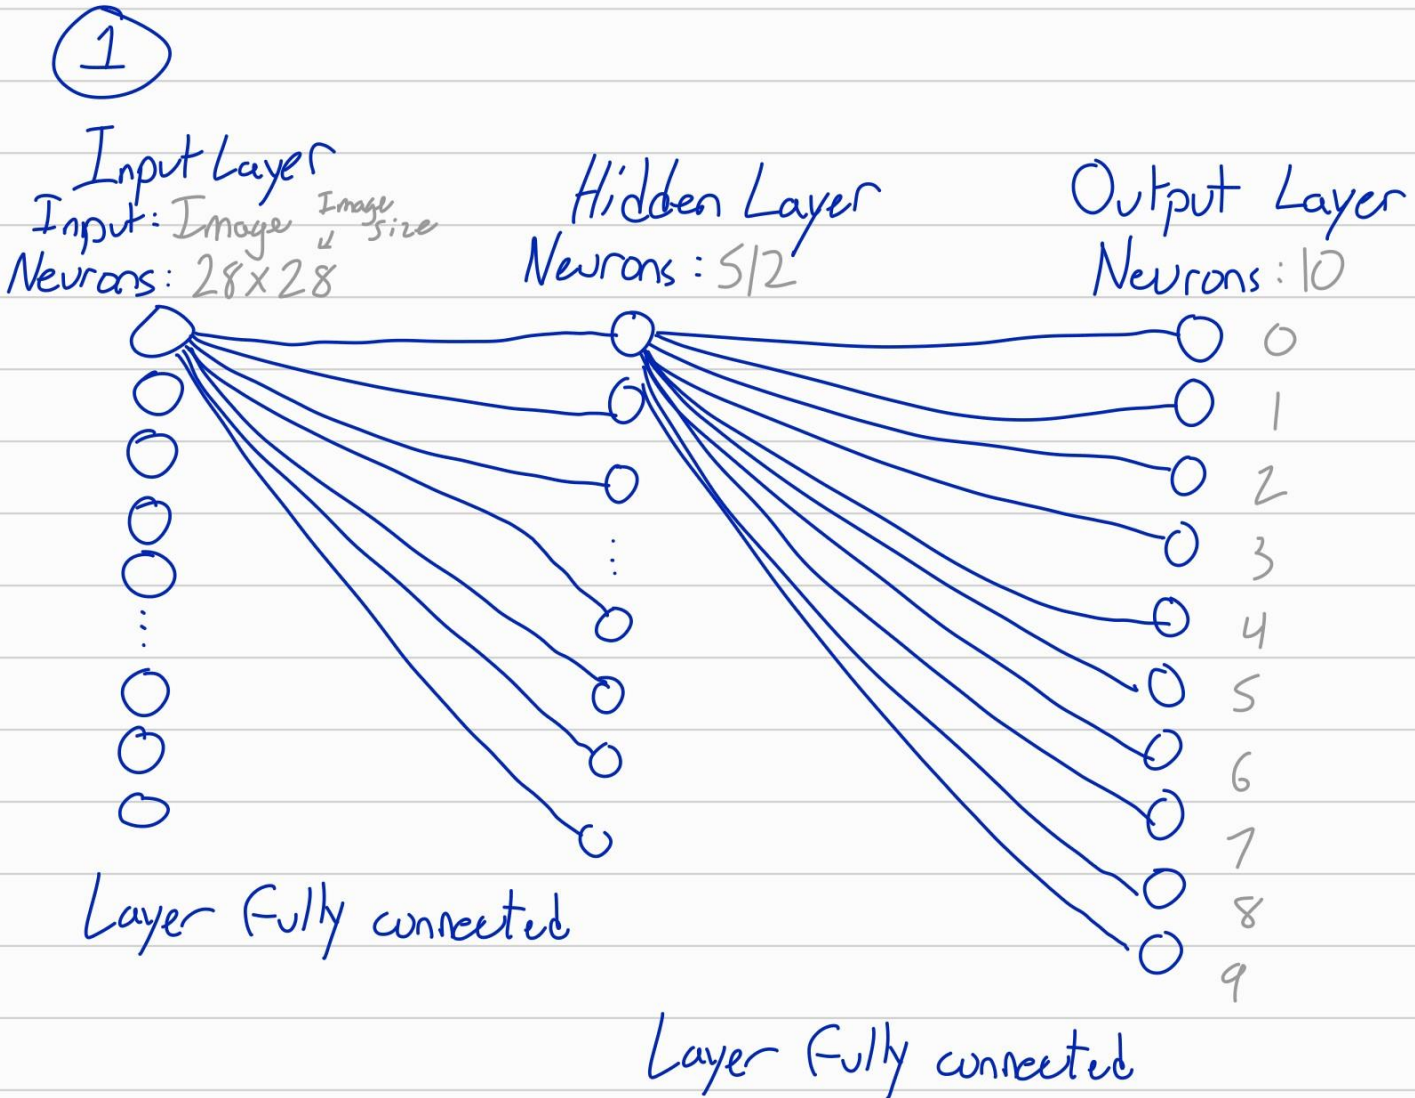 1
Input Layer
Input: Image
Image size
Neurons: 28x28
Hidden Layer
Neurons: 512
Output Layer
Neurons: 10
0
1
2
3
4
5
6
7
8
9
Layer Fully connected
Layer Fully connected